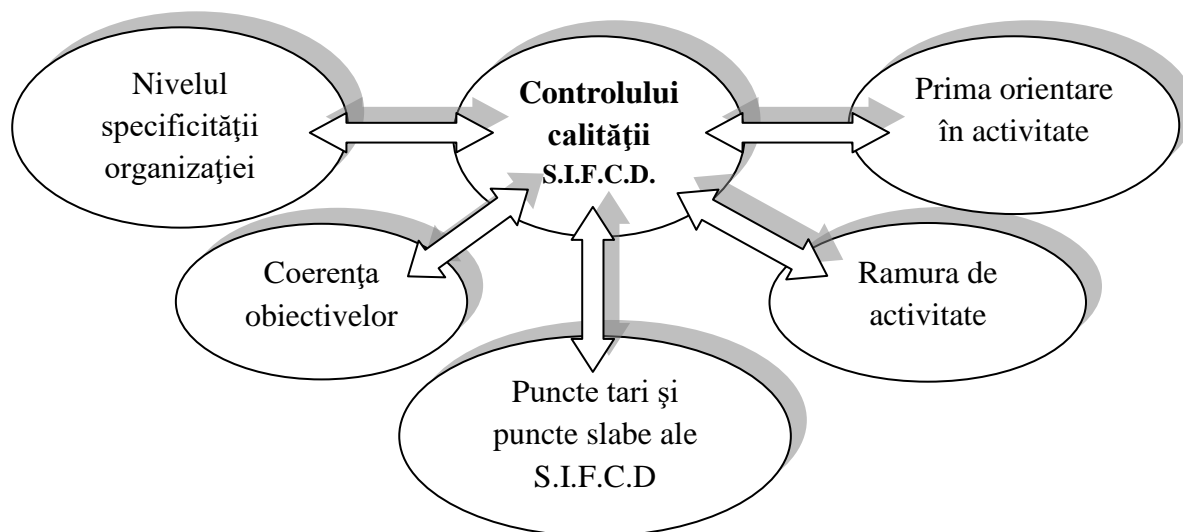 Nivelul
specificităţii
organizaţiei
Controlului
calităţii
S.I.F.C.D.
Prima orientare
în activitate
Coerenţa
obiectivelor
Ramura de
activitate
Puncte tari şi
puncte slabe ale
S.I.F.C.D